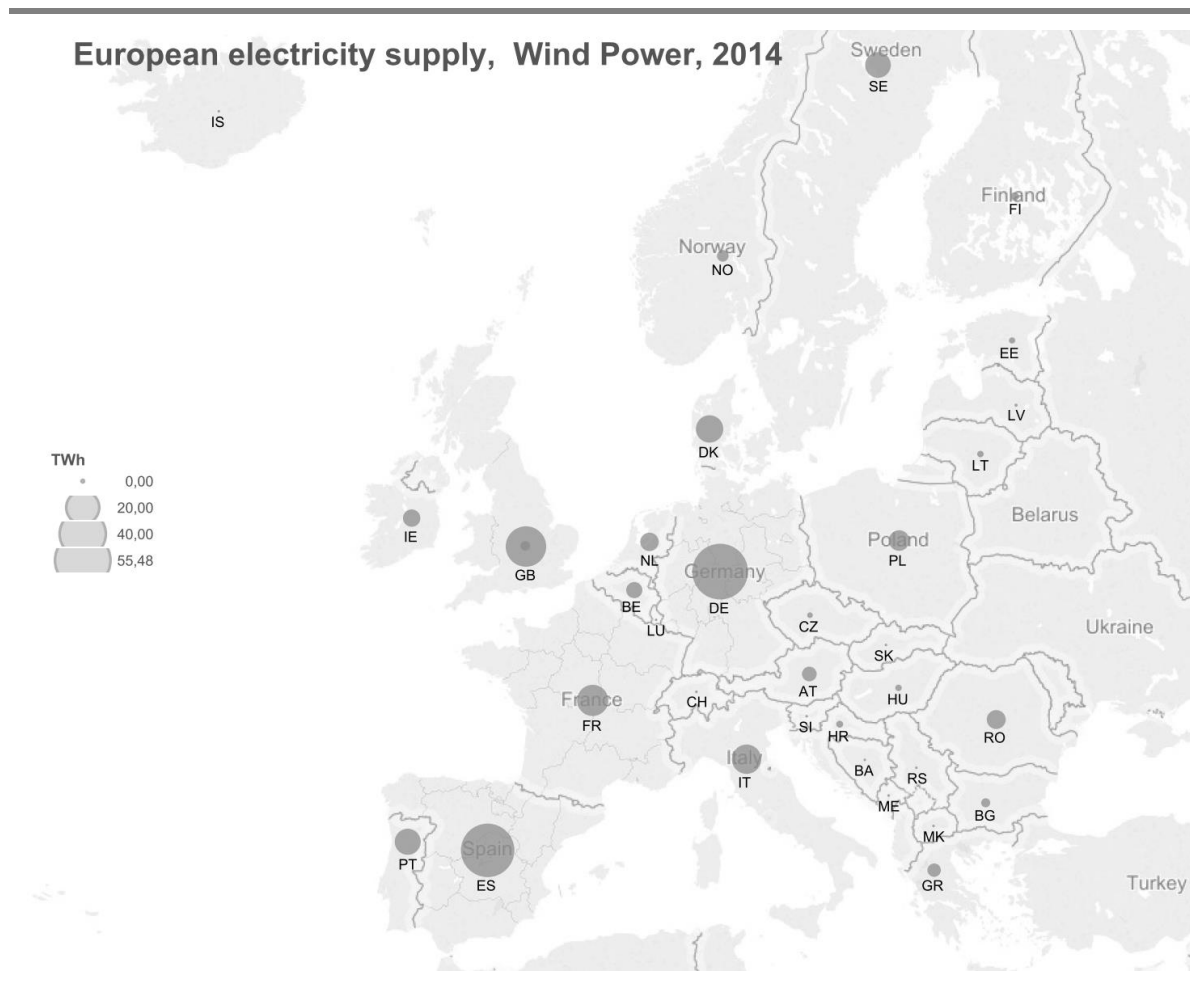 European electricity supply,  Wind Power, 2014
Sweden
SE
IS
Finland
FI
Norway
NO
EE
LV
DK
LT
TWh
0,00
20,00
40,00
55,48
Belarus
IE
GB
NL
Poland
PL
Germany
DE
BE
LU
CZ
Ukraine
SK
AT
HU
CH
France
FR
SI
HR
RO
Italy
IT
BA
RS
ME
BG
MK
PT
Spain
ES
GR
Turkey